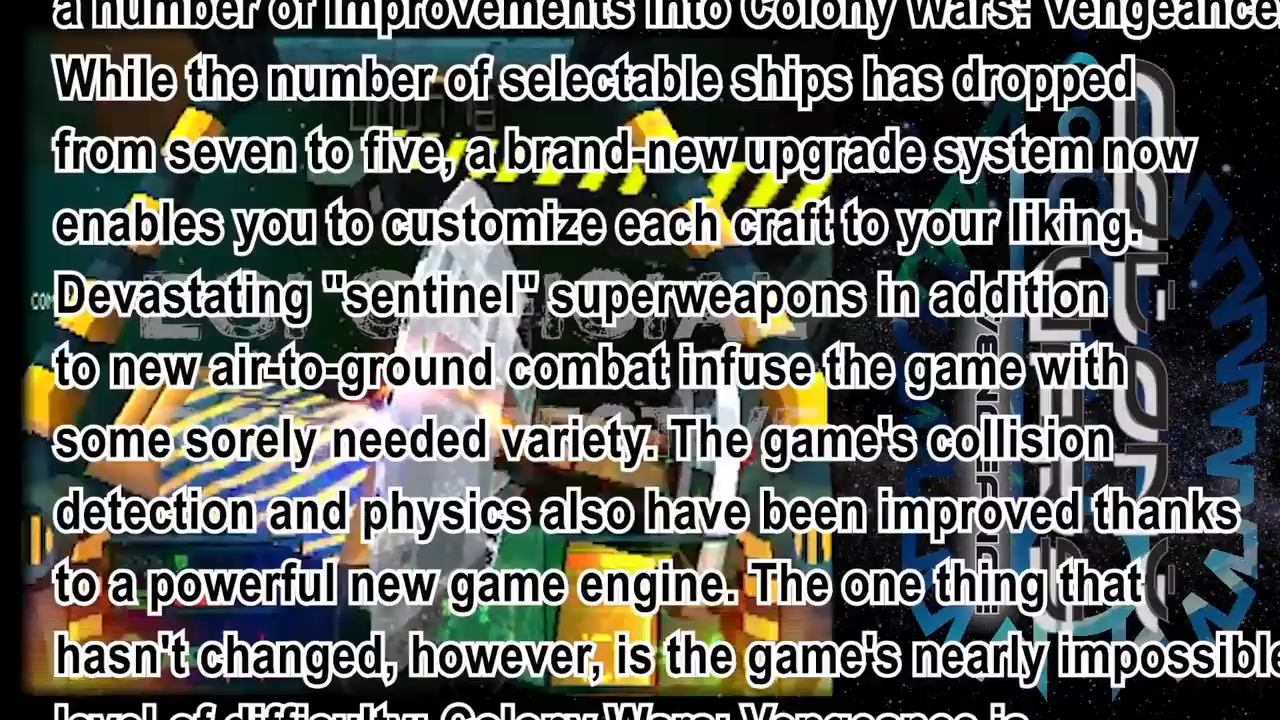 a number of improvements into Colony Wars: Vengeance.
While the number of selectable ships has dropped
from seven to five, a brand-new upgrade system now
enables you to customize each craft to your liking.
Devastating "sentinel" superweapons in addition
to new air-to-ground combat infuse the game with
some sorely needed variety. The game's collision
detection and physics also have been improved thanks
to a powerful new game engine. The one thing that
hasn't changed, however, is the game's nearly impossible
level of difficulty; Colony Wars: Vengeance is